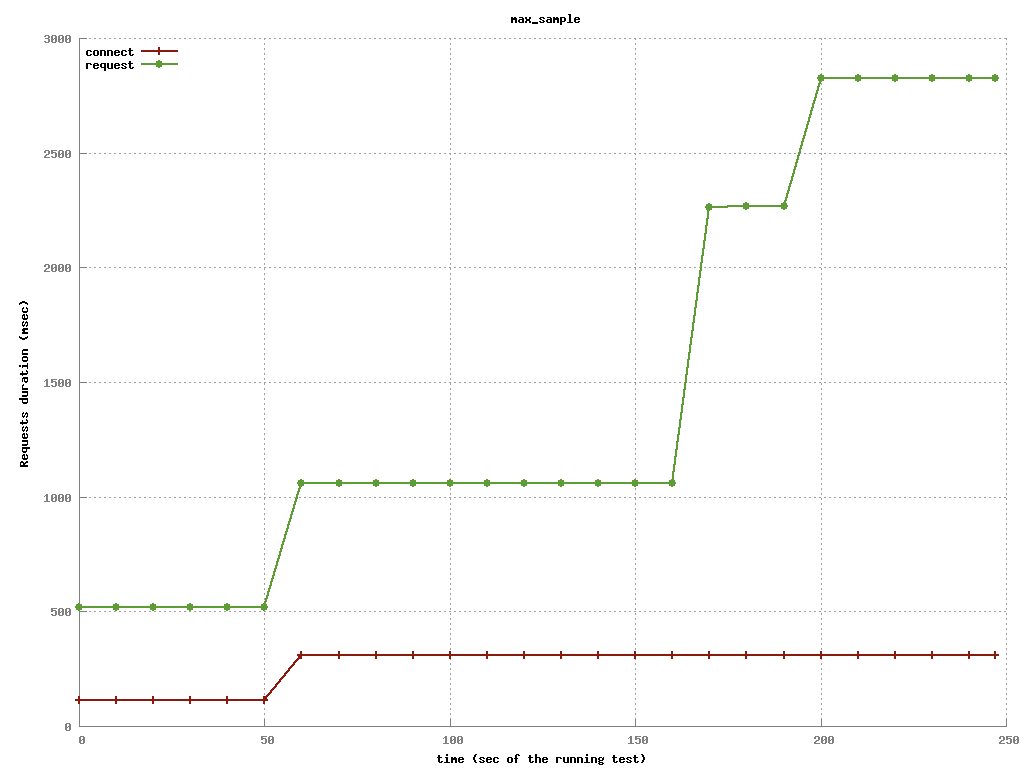 max_sample
3000
connect
request
2500
2000
1500
1000
500
0
Requests duration (msec)
0 50 100 150 200 250
time (sec of the running test)